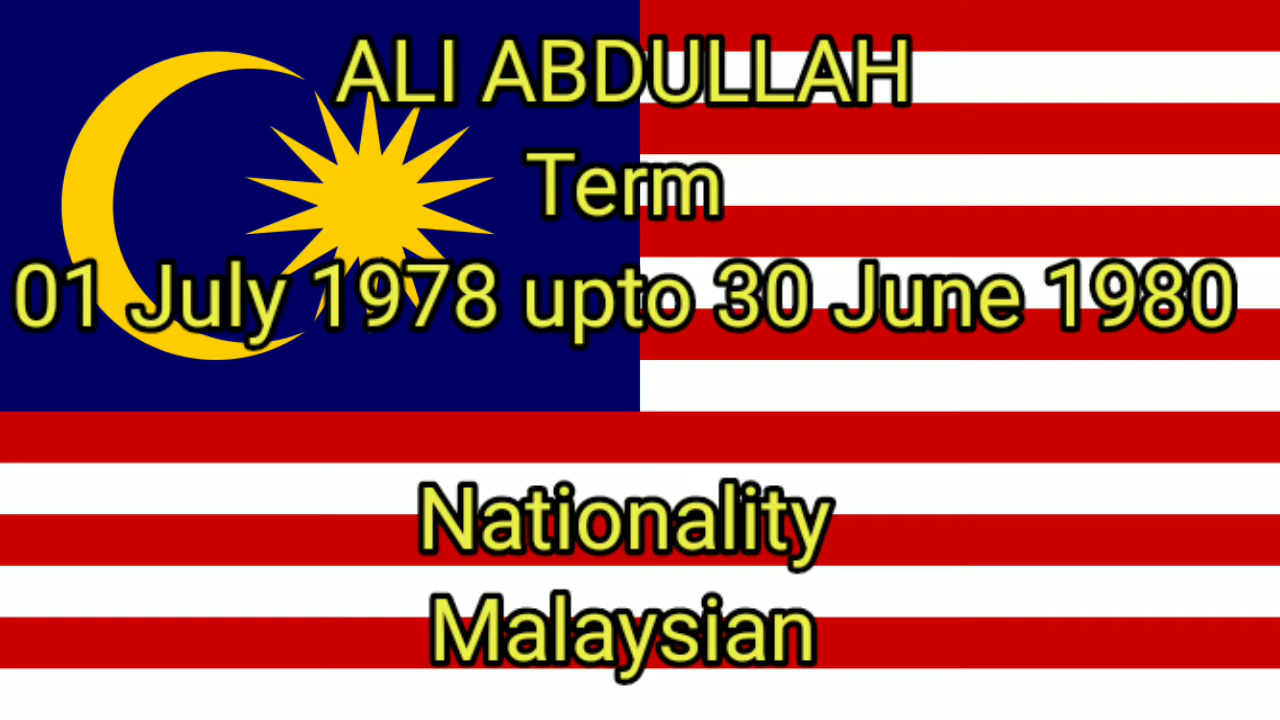 ALI ABDULLAH
Term
01 July 1978 upto 30 June 1980
Nationality
Malaysian